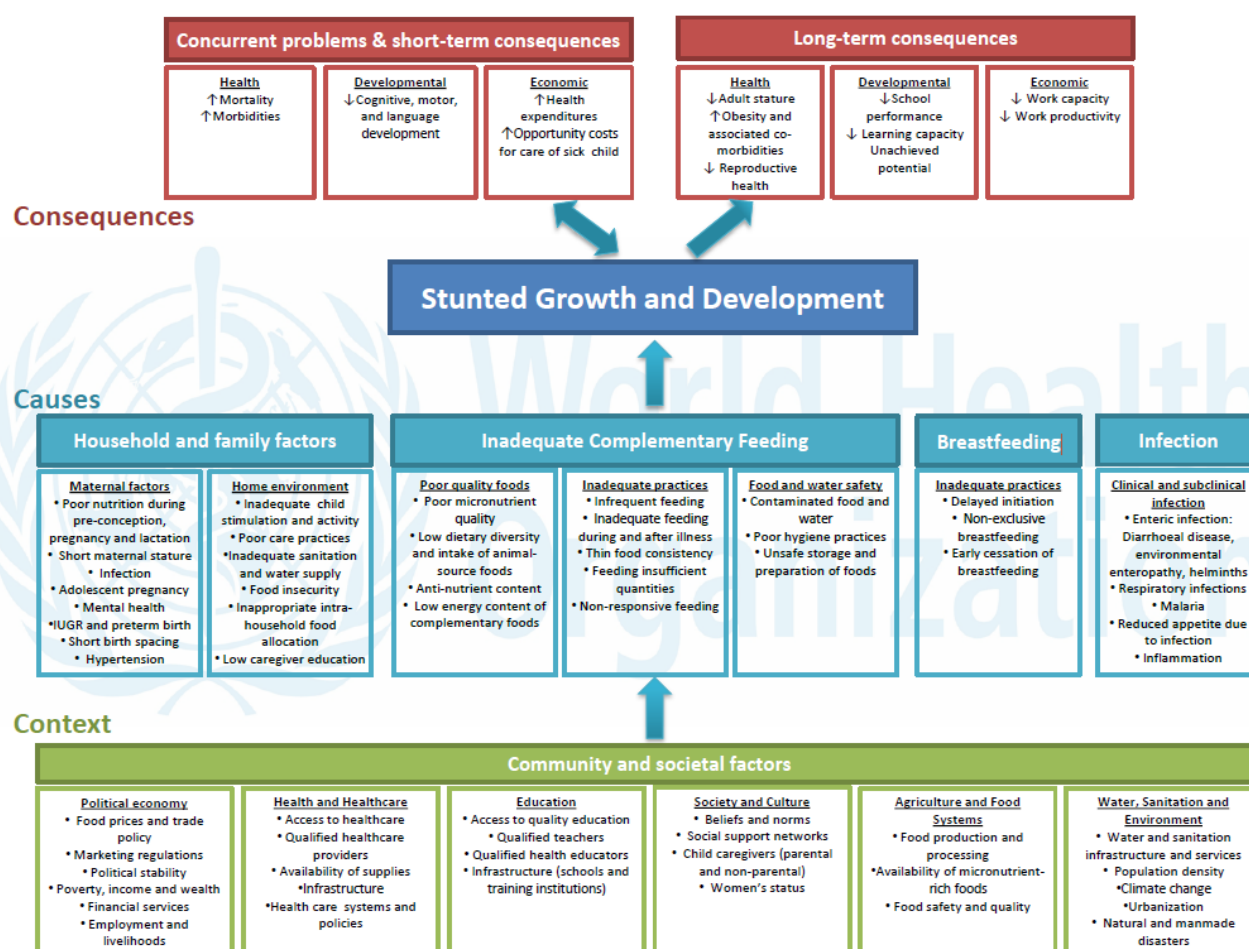 Concurrent problems & short-term consequences
Health
↑Mortality
↑Morbidities
Developmental
↓Cognitive, motor,
and language
development
Economic
↑Health
expenditures
↑Opportunity costs
for care of sick child
Long-term consequences
Health
↓Adult stature
↑Obesity and
associated co-
morbidities
↓ Reproductive
health
Developmental
↓School
performance
↓ Learning capacity
Unachieved
potential
Economic
↓ Work capacity
↓ Work productivity
Consequences
Stunted Growth and Development
World Health
Organization
Causes
Household and family factors
Maternal factors
• Poor nutrition during
pre-conception,
pregnancy and lactation
• Short maternal stature
• Infection
• Adolescent pregnancy
• Mental health
•IUGR and preterm birth
• Short birth spacing
• Hypertension
Home environment
• Inadequate child
stimulation and activity
• Poor care practices
•Inadequate sanitation
and water supply
• Food insecurity
• Inappropriate intra-
household food
allocation
• Low caregiver education
Inadequate Complementary Feeding
Poor quality foods
• Poor micronutrient
quality
• Low dietary diversity
and intake of animal-
source foods
• Anti-nutrient content
• Low energy content of
complementary foods
Inadequate practices
• Infrequent feeding
• Inadequate feeding
during and after illness
• Thin food consistency
• Feeding insufficient
quantities
• Non-responsive feeding
Food and water safety
• Contaminated food and
water
• Poor hygiene practices
• Unsafe storage and
preparation of foods
Breastfeeding
Inadequate practices
• Delayed initiation
• Non-exclusive
breastfeeding
• Early cessation of
breastfeeding
Infection
Clinical and subclinical
infection
• Enteric infection:
Diarrhoeal disease,
environmental
enteropathy, helminths
• Respiratory infections
• Malaria
• Reduced appetite due
to infection
• Inflammation
Context
Community and societal factors
Political economy
• Food prices and trade
policy
• Marketing regulations
• Political stability
• Poverty, income and wealth
• Financial services
• Employment and
livelihoods
Health and Healthcare
• Access to healthcare
• Qualified healthcare
providers
• Availability of supplies
•Infrastructure
•Health care systems and
policies
Education
• Access to quality education
• Qualified teachers
• Qualified health educators
• Infrastructure (schools and
training institutions)
Society and Culture
• Beliefs and norms
• Social support networks
• Child caregivers (parental
and non-parental)
• Women's status
Agriculture and Food
Systems
• Food production and
processing
•Availability of micronutrient-
rich foods
• Food safety and quality
Water, Sanitation and
Environment
• Water and sanitation
infrastructure and services
• Population density
•Climate change
•Urbanization
• Natural and manmade
disasters